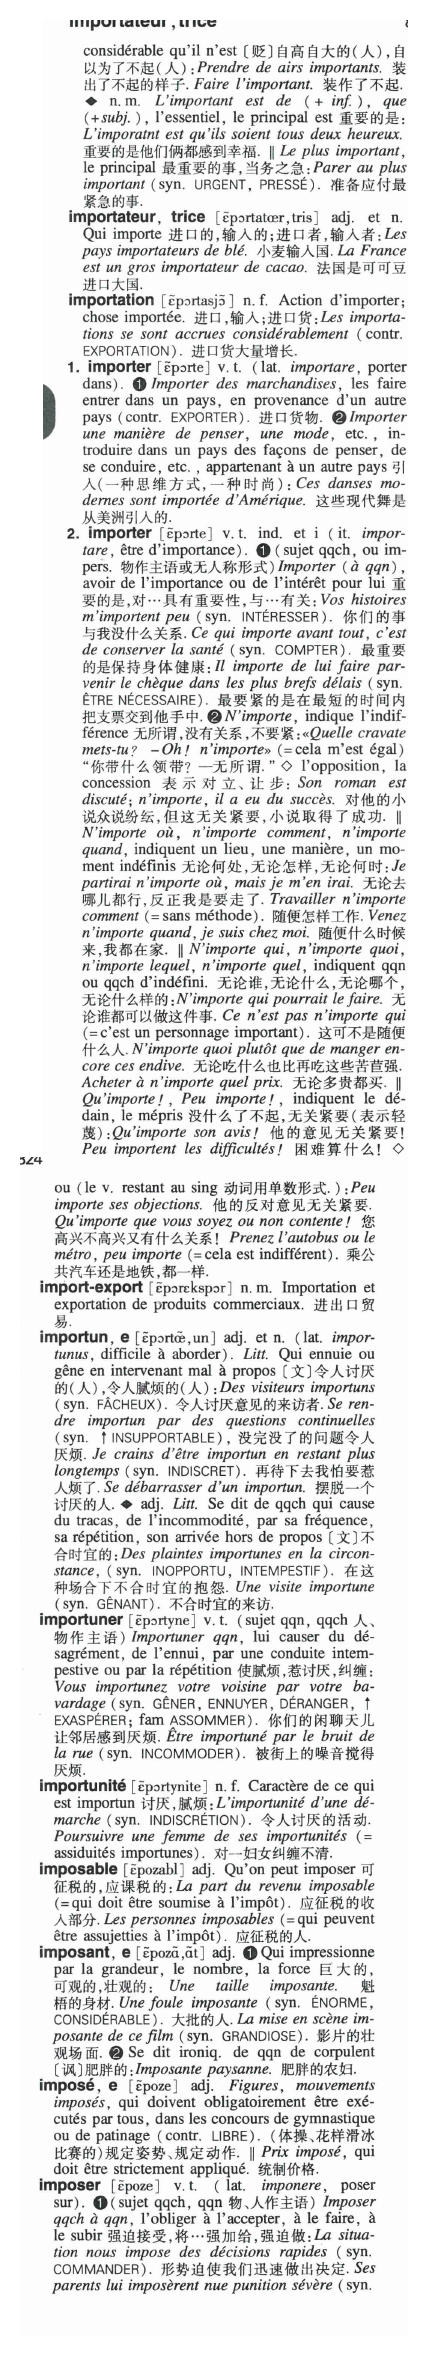 importateur, trice
considérable qu'il n'est〔贬〕自高自大的(人),自
以为了不起(人):Prendre de airs importants. 装
出了不起的样子. Faire l'important. 装作了不起.
◆ n. m. L'important est de (+ inf.), que
(+subj.), l'essentiel, le principal est 重要的是:
L'imporatnt est qu'ils soient tous deux heureux.
重要的是他们俩都感到幸福. ‖ Le plus important,
le principal 最重要的事,当务之急:Parer au plus
important (syn. URGENT, PRESSÉ). 准备应付最
紧急的事.
importateur, trice [ɛ̃pɔrtatœr,tris] adj. et n.
Qui importe 进口的,输入的;进口者,输入者:Les
pays importateurs de blé. 小麦输入国. La France
est un gros importateur de cacao. 法国是可可豆
进口大国.
importation [ɛ̃pɔrtasjɔ̃] n. f. Action d'importer;
chose importée. 进口,输入;进口货:Les importa-
tions se sont accrues considérablement (contr.
EXPORTATION). 进口货大量增长.
1. importer [ɛ̃pɔrte] v. t. (lat. importare, porter
dans). ❶ Importer des marchandises, les faire
entrer dans un pays, en provenance d'un autre
pays (contr. EXPORTER). 进口货物. ❷ Importer
une manière de penser, une mode, etc., in-
troduire dans un pays des façons de penser, de
se conduire, etc., appartenant à un autre pays 引
入(一种思维方式,一种时尚):Ces danses mo-
dernes sont importée d'Amérique. 这些现代舞是
从美洲引入的.
2. importer [ɛ̃pɔrte] v. t. ind. et i (it. impor-
tare, être d'importance). ❶ (sujet qqch, ou im-
pers. 物作主语或无人称形式) Importer (à qqn),
avoir de l'importance ou de l'intérêt pour lui 重
要的是,对…具有重要性,与…有关:Vos histoires
m'importent peu (syn. INTÉRESSER). 你们的事
与我没什么关系. Ce qui importe avant tout, c'est
de conserver la santé (syn. COMPTER). 最重要
的是保持身体健康:Il importe de lui faire par-
venir le chèque dans les plus brefs délais (syn.
ÊTRE NÉCESSAIRE). 最要紧的是在最短的时间内
把支票交到他手中. ❷ N'importe, indique l'indif-
férence 无所谓,没有关系,不要紧:«Quelle cravate
mets-tu? －Oh! n'importe» (=cela m'est égal)
“你带什么领带? —无所谓.” ◇ l'opposition, la
concession 表示对立、让步:Son roman est
discuté; n'importe, il a eu du succès. 对他的小
说众说纷纭,但这无关紧要,小说取得了成功. ‖
N'importe où, n'importe comment, n'importe
quand, indiquent un lieu, une manière, un mo-
ment indéfinis 无论何处,无论怎样,无论何时:Je
partirai n'importe où, mais je m'en irai. 无论去
哪儿都行,反正我是要走了. Travailler n'importe
comment (=sans méthode). 随便怎样工作. Venez
n'importe quand, je suis chez moi. 随便什么时候
来,我都在家. ‖ N'importe qui, n'importe quoi,
n'importe lequel, n'importe quel, indiquent qqn
ou qqch d'indéfini. 无论谁,无论什么,无论哪个,
无论什么样的:N'importe qui pourrait le faire. 无
论谁都可以做这件事. Ce n'est pas n'importe qui
(=c'est un personnage important). 这可不是随便
什么人. N'importe quoi plutôt que de manger en-
core ces endive. 无论吃什么也比再吃这些苦苣强.
Acheter à n'importe quel prix. 无论多贵都买. ‖
Qu'importe!, Peu importe!, indiquent le dé-
dain, le mépris 没什么了不起,无关紧要(表示轻
蔑):Qu'importe son avis! 他的意见无关紧要!
Peu importent les difficultés! 困难算什么! ◇
324
ou (le v. restant au sing 动词用单数形式.):Peu
importe ses objections. 他的反对意见无关紧要.
Qu'importe que vous soyez ou non contente! 您
高兴不高兴又有什么关系! Prenez l'autobus ou le
métro, peu importe (=cela est indifférent). 乘公
共汽车还是地铁,都一样.
import-export [ɛ̃pɔrɛkspɔr] n. m. Importation et
exportation de produits commerciaux. 进出口贸
易.
importun, e [ɛ̃pɔrtœ̃,un] adj. et n. (lat. impor-
tunus, difficile à aborder). Litt. Qui ennuie ou
gêne en intervenant mal à propos〔文〕令人讨厌
的(人),令人腻烦的(人):Des visiteurs importuns
(syn. FÂCHEUX). 令人讨厌意见的来访者. Se ren-
dre importun par des questions continuelles
(syn. ↑INSUPPORTABLE), 没完没了的问题令人
厌烦. Je crains d'être importun en restant plus
longtemps (syn. INDISCRET). 再待下去我怕要惹
人烦了. Se débarrasser d'un importun. 摆脱一个
讨厌的人. ◆ adj. Litt. Se dit de qqch qui cause
du tracas, de l'incommodité, par sa fréquence,
sa répétition, son arrivée hors de propos〔文〕不
合时宜的:Des plaintes importunes en la circon-
stance, (syn. INOPPORTU, INTEMPESTIF). 在这
种场合下不合时宜的抱怨. Une visite importune
(syn. GÊNANT). 不合时宜的来访.
importuner [ɛ̃pɔrtyne] v. t. (sujet qqn, qqch 人、
物作主语) Importuner qqn, lui causer du dé-
sagrément, de l'ennui, par une conduite intem-
pestive ou par la répétition 使腻烦,惹讨厌,纠缠:
Vous importunez votre voisine par votre ba-
vardage (syn. GÊNER, ENNUYER, DÉRANGER, ↑
EXASPÉRER; fam ASSOMMER). 你们的闲聊天儿
让邻居感到厌烦. Être importuné par le bruit de
la rue (syn. INCOMMODER). 被街上的噪音搅得
厌烦.
importunité [ɛ̃pɔrtynite] n. f. Caractère de ce qui
est importun 讨厌,腻烦:L'importunité d'une dé-
marche (syn. INDISCRÉTION). 令人讨厌的活动.
Poursuivre une femme de ses importunités (=
assiduités importunes). 对一妇女纠缠不清.
imposable [ɛ̃pozabl] adj. Qu'on peut imposer 可
征税的,应课税的:La part du revenu imposable
(=qui doit être soumise à l'impôt). 应征税的收
入部分. Les personnes imposables (=qui peuvent
être assujetties à l'impôt). 应征税的人.
imposant, e [ɛ̃pozɑ̃,ɑ̃t] adj. ❶ Qui impressionne
par la grandeur, le nombre, la force 巨大的,
可观的,壮观的: Une taille imposante. 魁
梧的身材. Une foule imposante (syn. ÉNORME,
CONSIDÉRABLE). 大批的人. La mise en scène im-
posante de ce film (syn. GRANDIOSE). 影片的壮
观场面. ❷ Se dit ironiq. de qqn de corpulent
〔讽〕肥胖的:Imposante paysanne. 肥胖的农妇.
imposé, e [ɛ̃poze] adj. Figures, mouvements
imposés, qui doivent obligatoirement être exé-
cutés par tous, dans les concours de gymnastique
ou de patinage (contr. LIBRE). (体操、花样滑冰
比赛的)规定姿势、规定动作. ‖ Prix imposé, qui
doit être strictement appliqué. 统制价格.
imposer [ɛ̃poze] v. t. (lat. imponere, poser
sur). ❶ (sujet qqch, qqn 物、人作主语) Imposer
qqch à qqn, l'obliger à l'accepter, à le faire, à
le subir 强迫接受,将…强加给,强迫做:La situa-
tion nous impose des décisions rapides (syn.
COMMANDER). 形势迫使我们迅速做出决定. Ses
parents lui imposèrent nue punition sévère (syn.